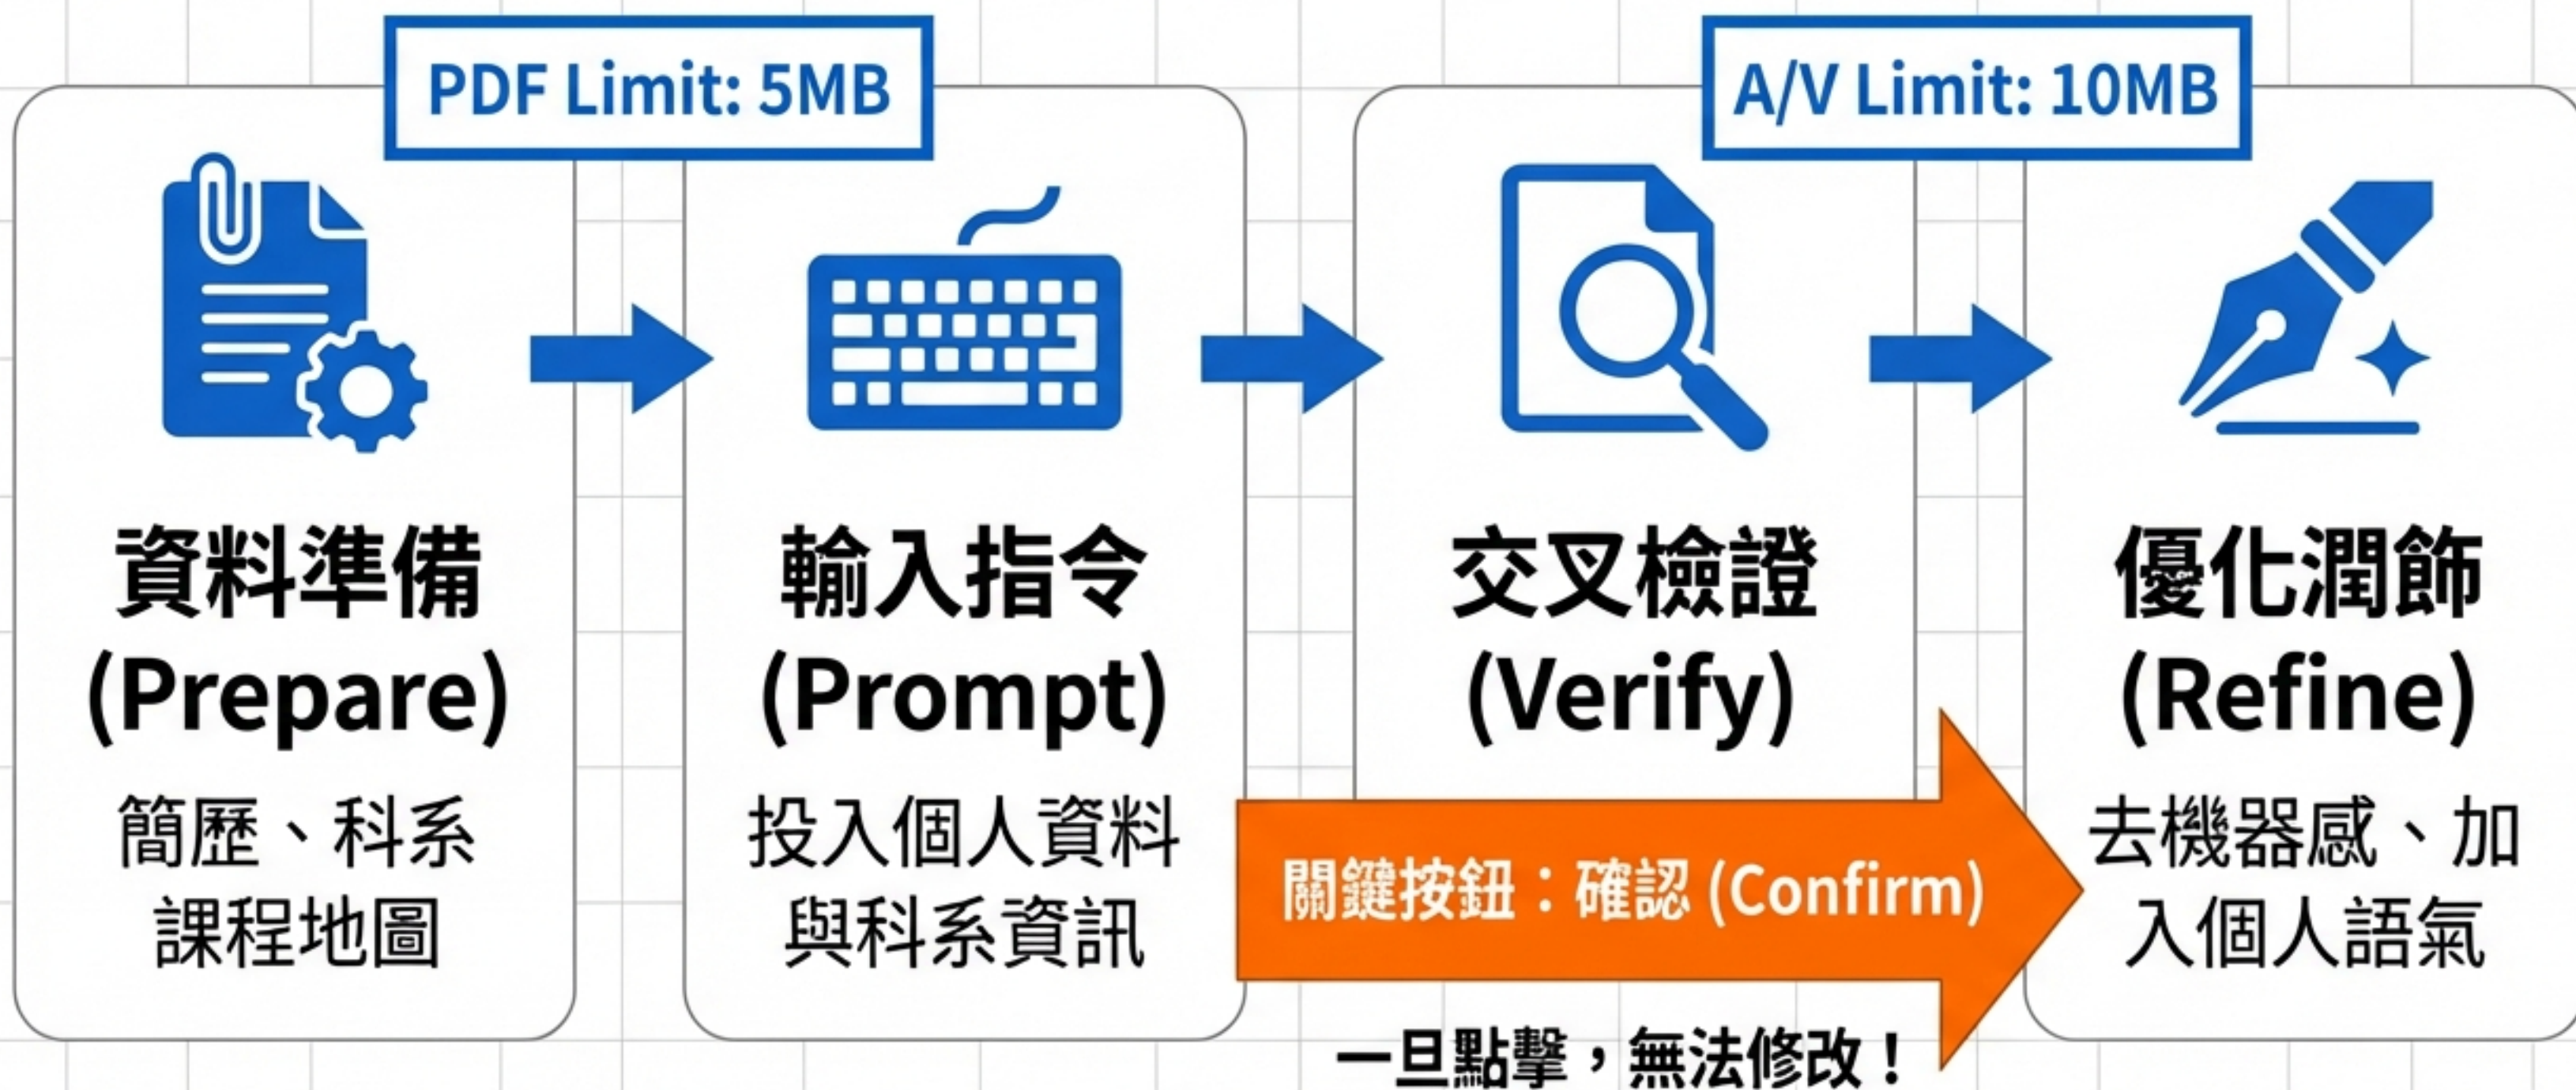 PDF Limit: 5MB
A/V Limit: 10MB
資料準備
(Prepare)
簡歷、科系
課程地圖
輸入指令
(Prompt)
投入個人資料
與科系資訊
交叉檢證
(Verify)
關鍵按鈕：確認 (Confirm)
一旦點擊，無法修改！
優化潤飾
(Refine)
去機器感、加
入個人語氣